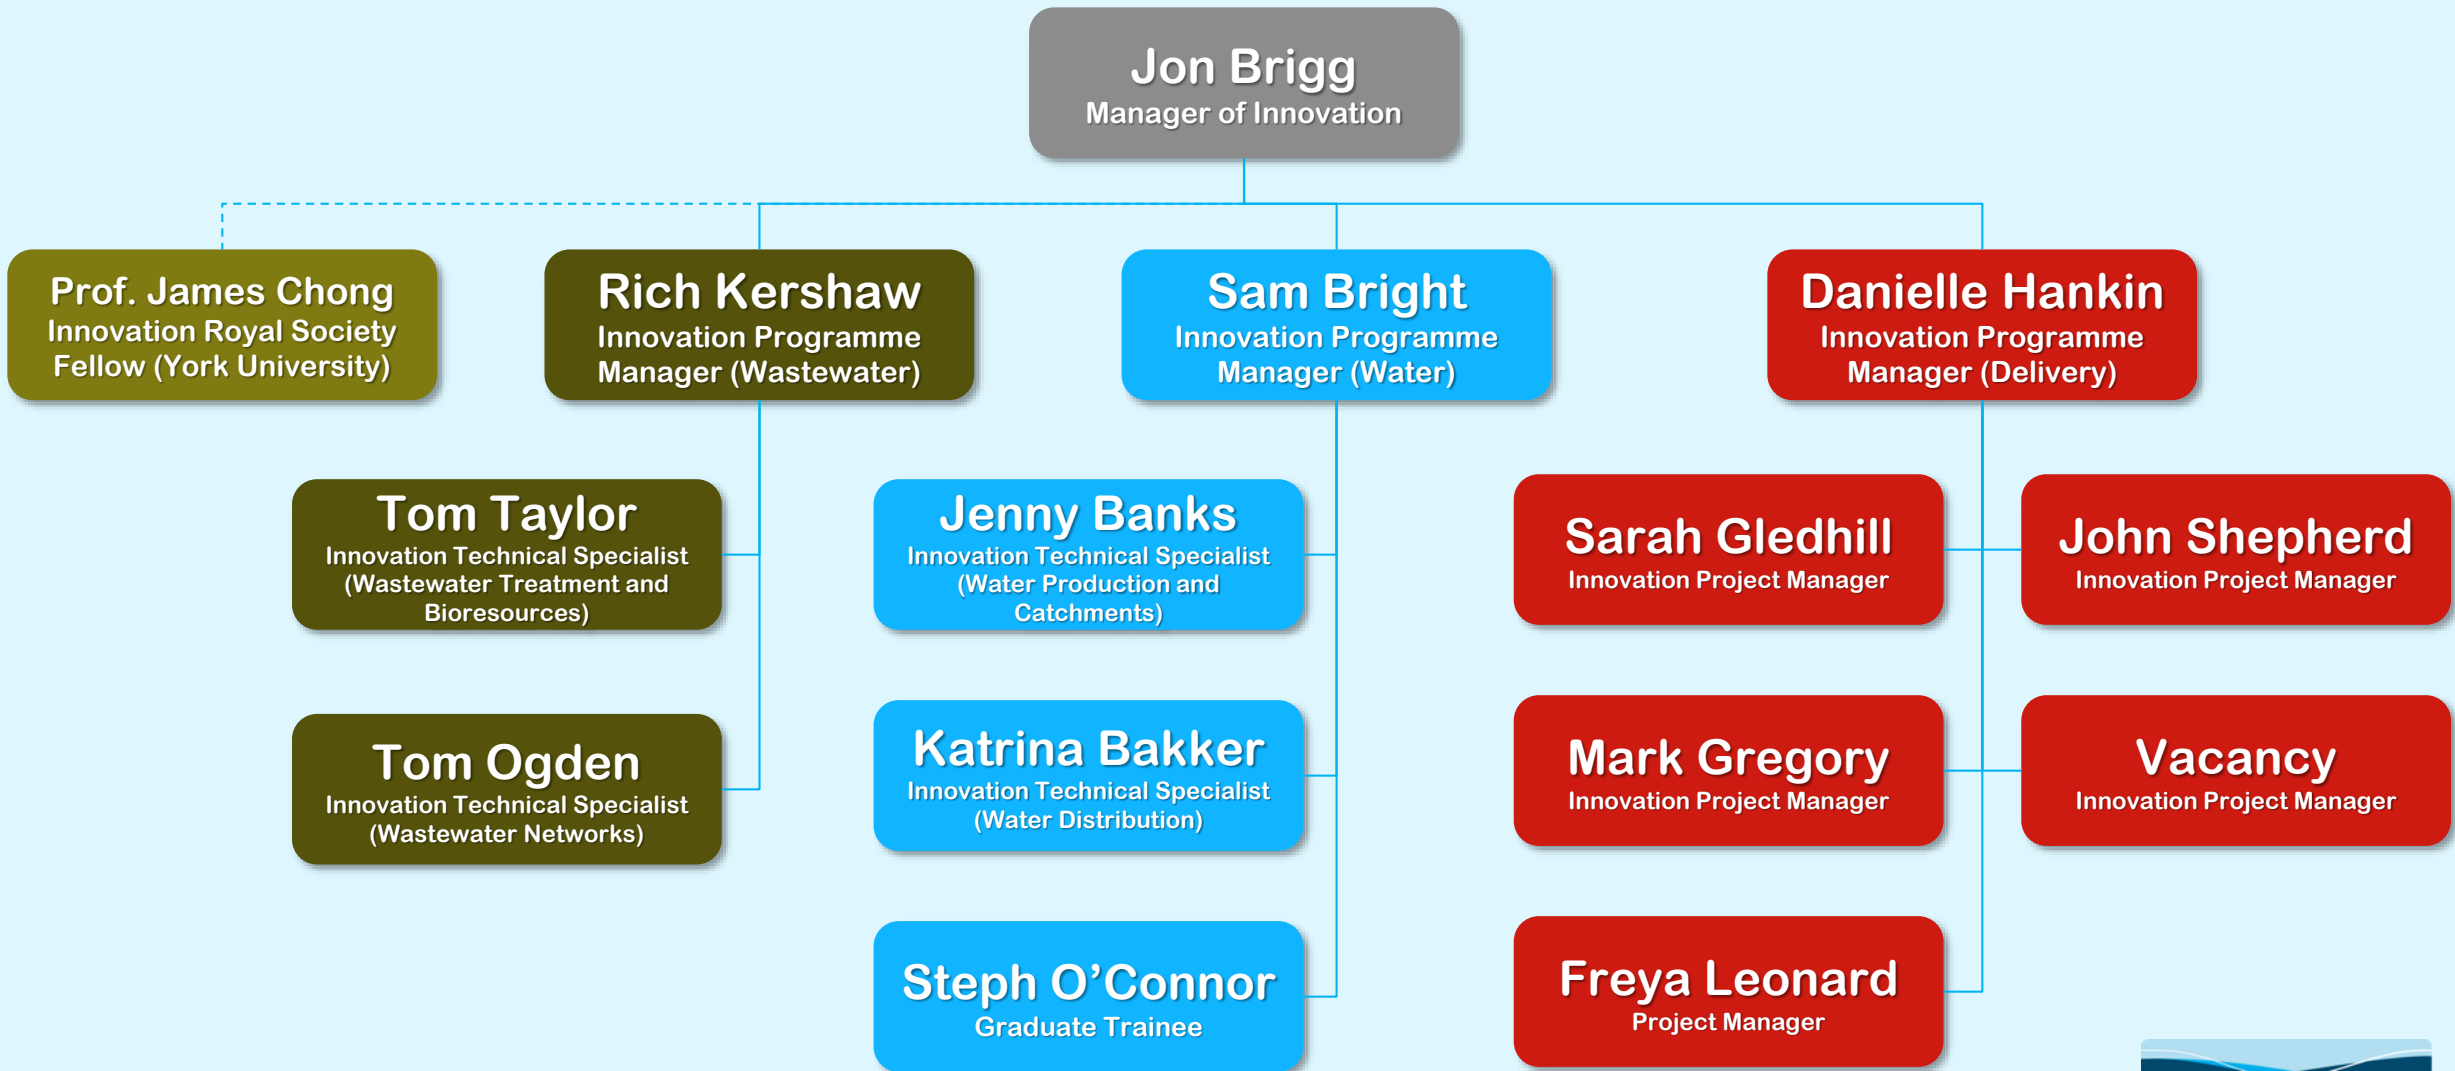 Jon Brigg
Manager of Innovation
Prof. James Chong
Innovation Royal Society
Fellow (York University)
Rich Kershaw
Innovation Programme
Manager (Wastewater)
Sam Bright
Innovation Programme
Manager (Water)
Danielle Hankin
Innovation Programme
Manager (Delivery)
Tom Taylor
Innovation Technical Specialist
(Wastewater Treatment and
Bioresources)
Jenny Banks
Innovation Technical Specialist
(Water Production and
Catchments)
Sarah Gledhill
Innovation Project Manager
John Shepherd
Innovation Project Manager
Tom Ogden
Innovation Technical Specialist
(Wastewater Networks)
Katrina Bakker
Innovation Technical Specialist
(Water Distribution)
Mark Gregory
Innovation Project Manager
Vacancy
Innovation Project Manager
Steph O’Connor
Graduate Trainee
Freya Leonard
Project Manager